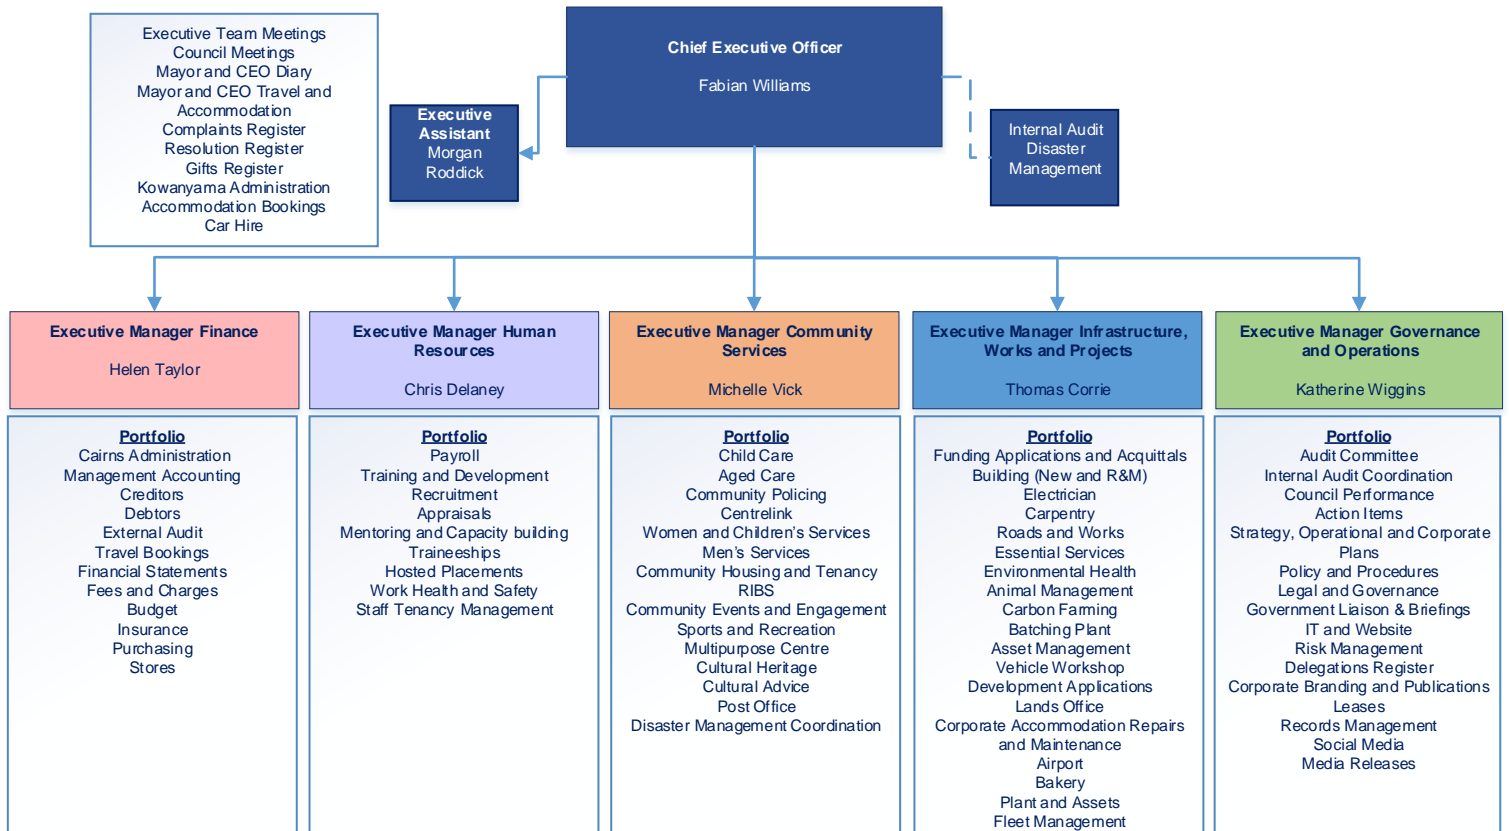 Executive Team Meetings
Council Meetings
Mayor and CEO Diary
Mayor and CEO Travel and
Accommodation
Complaints Register
Resolution Register
Gifts Register
Kowanyama Administration
Accommodation Bookings
Car Hire
Executive
Assistant
Morgan
Roddick
Chief Executive Officer
Fabian Williams
Internal Audit
Disaster
Management
Executive Manager Finance
Helen Taylor
Portfolio
Cairns Administration
Management Accounting
Creditors
Debtors
External Audit
Travel Bookings
Financial Statements
Fees and Charges
Budget
Insurance
Purchasing
Stores
Executive Manager Human
Resources
Chris Delaney
Portfolio
Payroll
Training and Development
Recruitment
Appraisals
Mentoring and Capacity building
Traineeships
Hosted Placements
Work Health and Safety
Staff Tenancy Management
Executive Manager Community
Services
Michelle Vick
Portfolio
Child Care
Aged Care
Community Policing
Centrelink
Women and Children's Services
Men's Services
Community Housing and Tenancy
RIBS
Community Events and Engagement
Sports and Recreation
Multipurpose Centre
Cultural Heritage
Cultural Advice
Post Office
Disaster Management Coordination
Executive Manager Infrastructure,
Works and Projects
Thomas Corrie
Portfolio
Funding Applications and Acquittals
Building (New and R&M)
Electrician
Carpentry
Roads and Works
Essential Services
Environmental Health
Animal Management
Carbon Farming
Batching Plant
Asset Management
Vehicle Workshop
Development Applications
Lands Office
Corporate Accommodation Repairs
and Maintenance
Airport
Bakery
Plant and Assets
Fleet Management
Executive Manager Governance
and Operations
Katherine Wiggins
Portfolio
Audit Committee
Internal Audit Coordination
Council Performance
Action Items
Strategy, Operational and Corporate
Plans
Policy and Procedures
Legal and Governance
Government Liaison & Briefings
IT and Website
Risk Management
Delegations Register
Corporate Branding and Publications
Leases
Records Management
Social Media
Media Releases